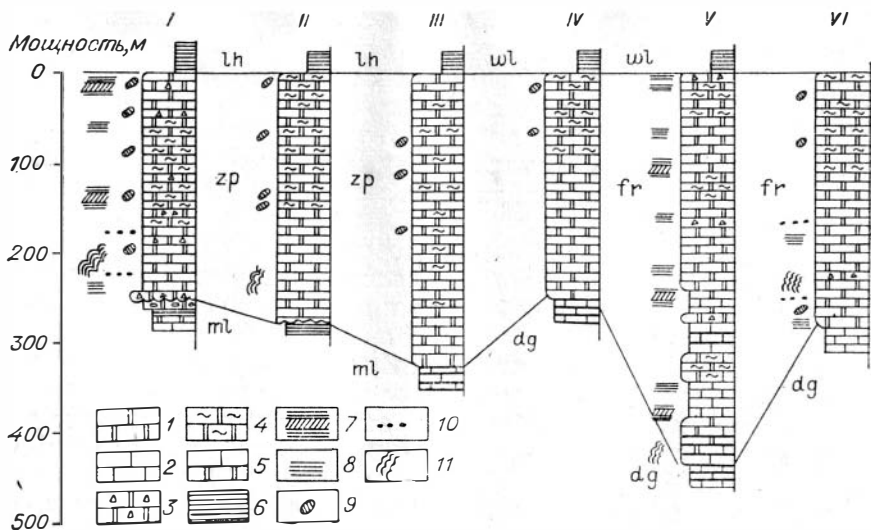 I II III IV V VI
Мощность,м
lh lh wl wl
0
100
zp zp fr fr
200
300
ml ml dg dg
400
dg
500
1 4 7 10
2 5 8 11
3 6 9